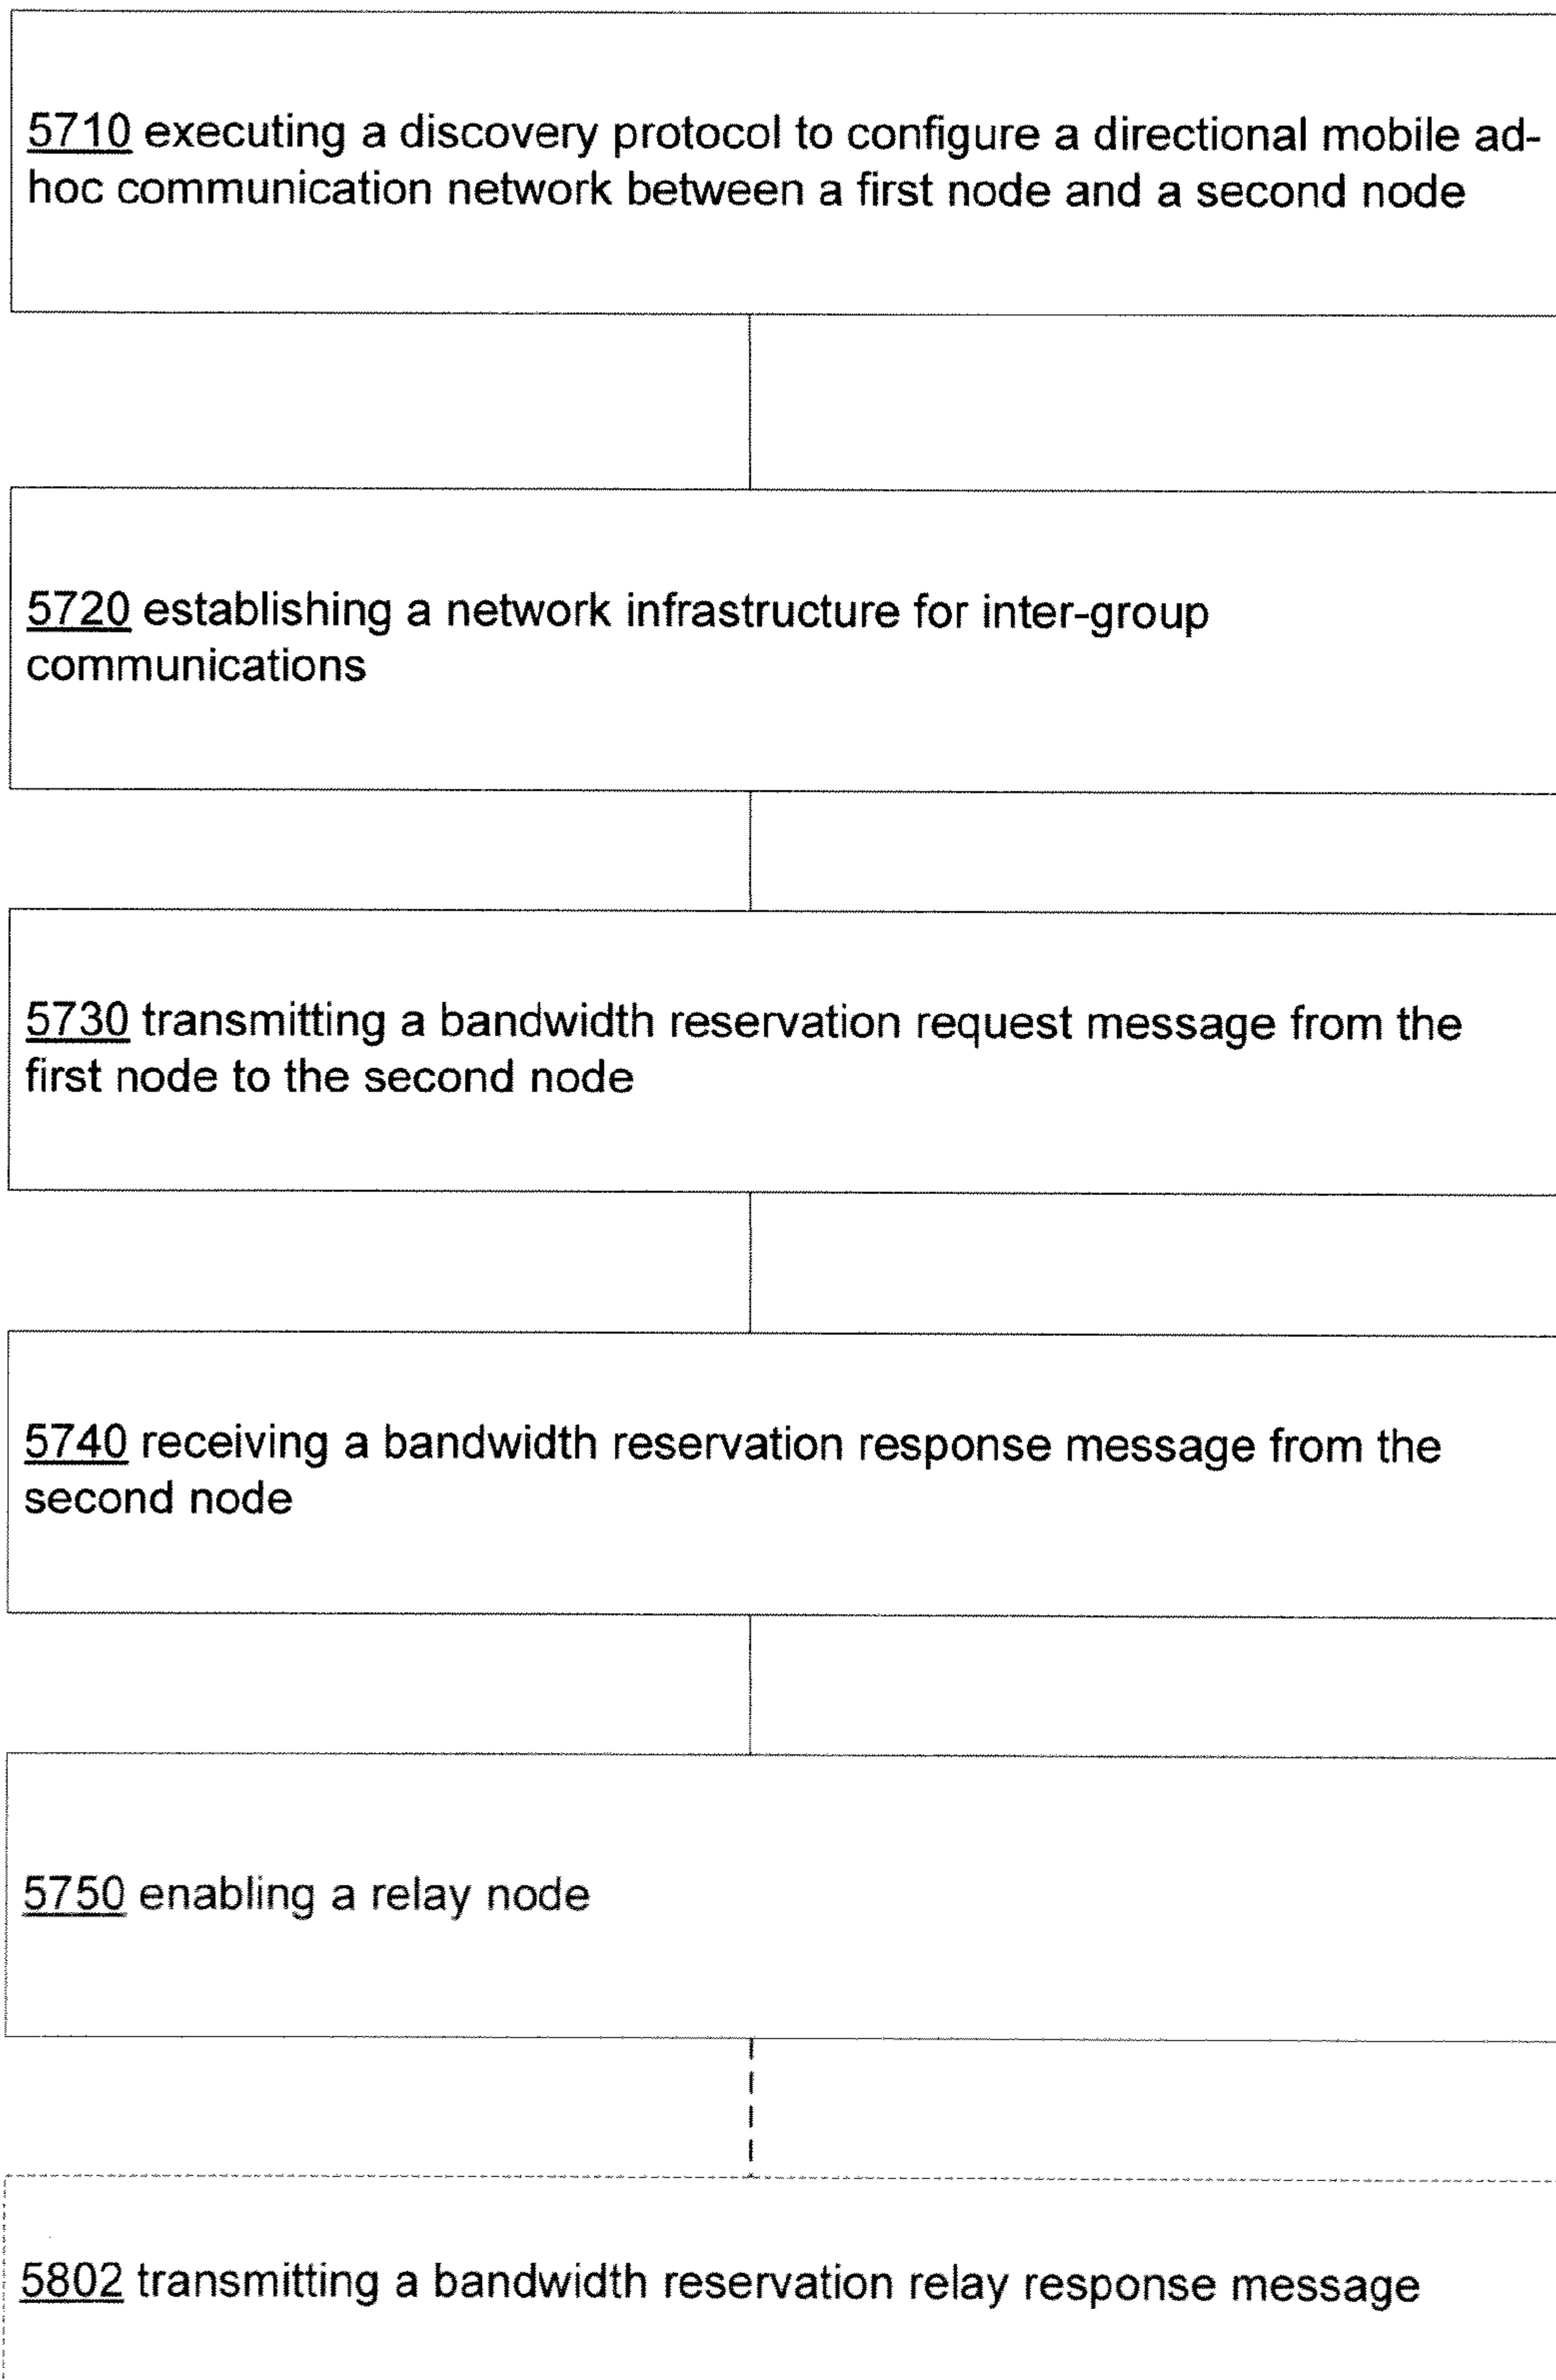 5710 executing a discovery protocol to configure a directional mobile ad-
hoc communication network between a first node and a second node
5720 establishing a network infrastructure for inter-group
communications
5730 transmitting a bandwidth reservation request message from the
first node to the second node
5740 receiving a bandwidth reservation response message from the
second node
5750 enabling a relay node
5802 transmitting a bandwidth reservation relay response message